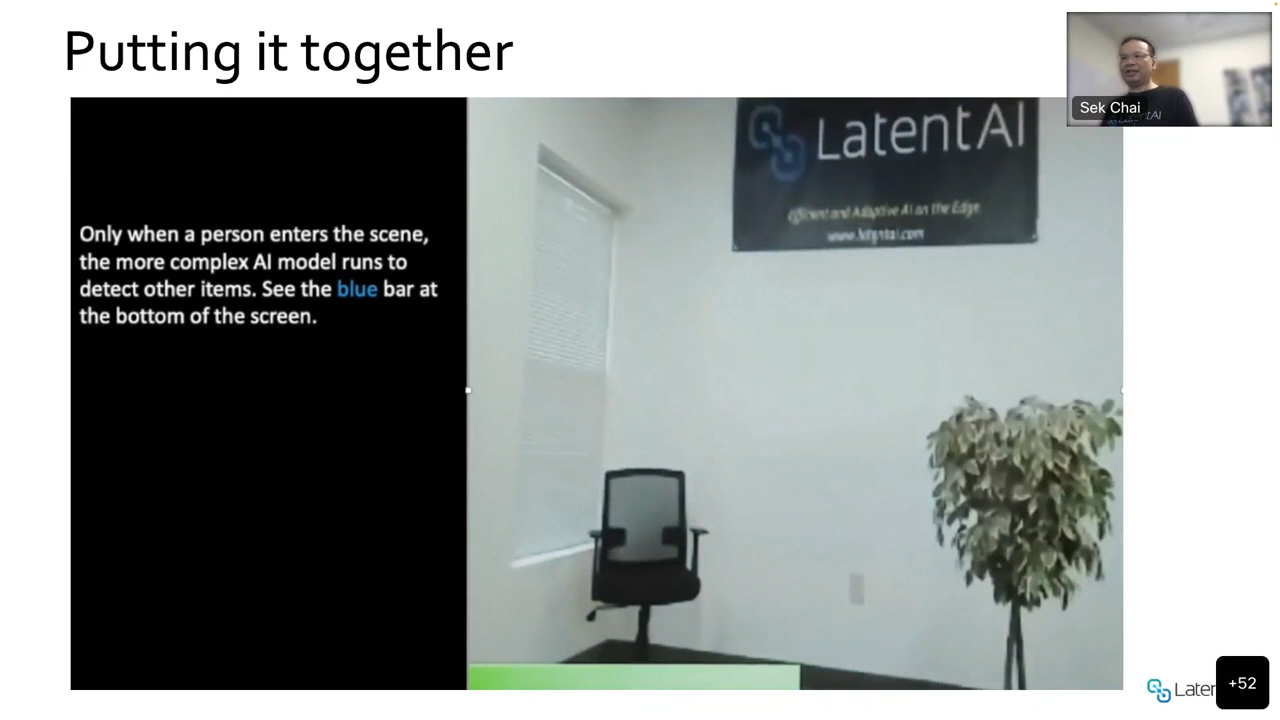 Putting it together
Sek Chai
LatentAI
Only when a person enters the scene,
the more complex AI model runs to
detect other items. See the blue bar at
the bottom of the screen.
LatentAI
Efficient and Adaptive AI on the Edge
Later
+52